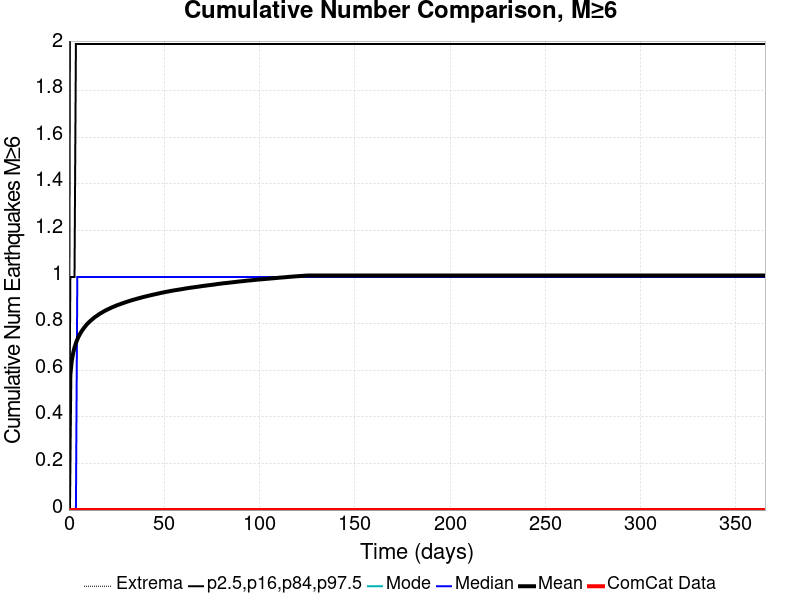 Cumulative Number Comparison, M≥6
Cumulative Num Earthquakes M≥6
2
1.8
1.6
1.4
1.2
1
0.8
0.6
0.4
0.2
0
0 50 100 150 200 250 300 350
Time (days)
Extrema p2.5,p16,p84,p97.5 Mode Median Mean ComCat Data